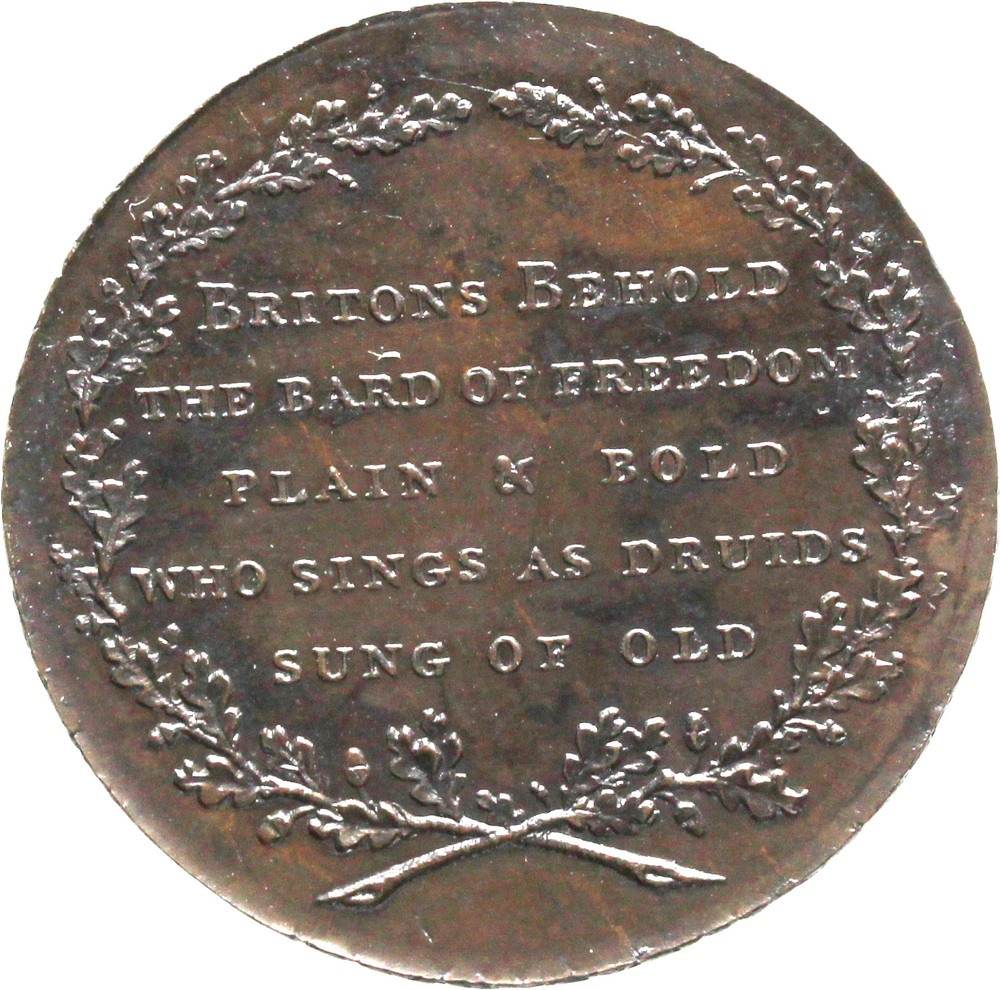 BRITONS BEHOLD
THE BARD OF FREEDOM
PLAIN & BOLD
WHO SINGS AS DRUIDS
SUNG OF OLD